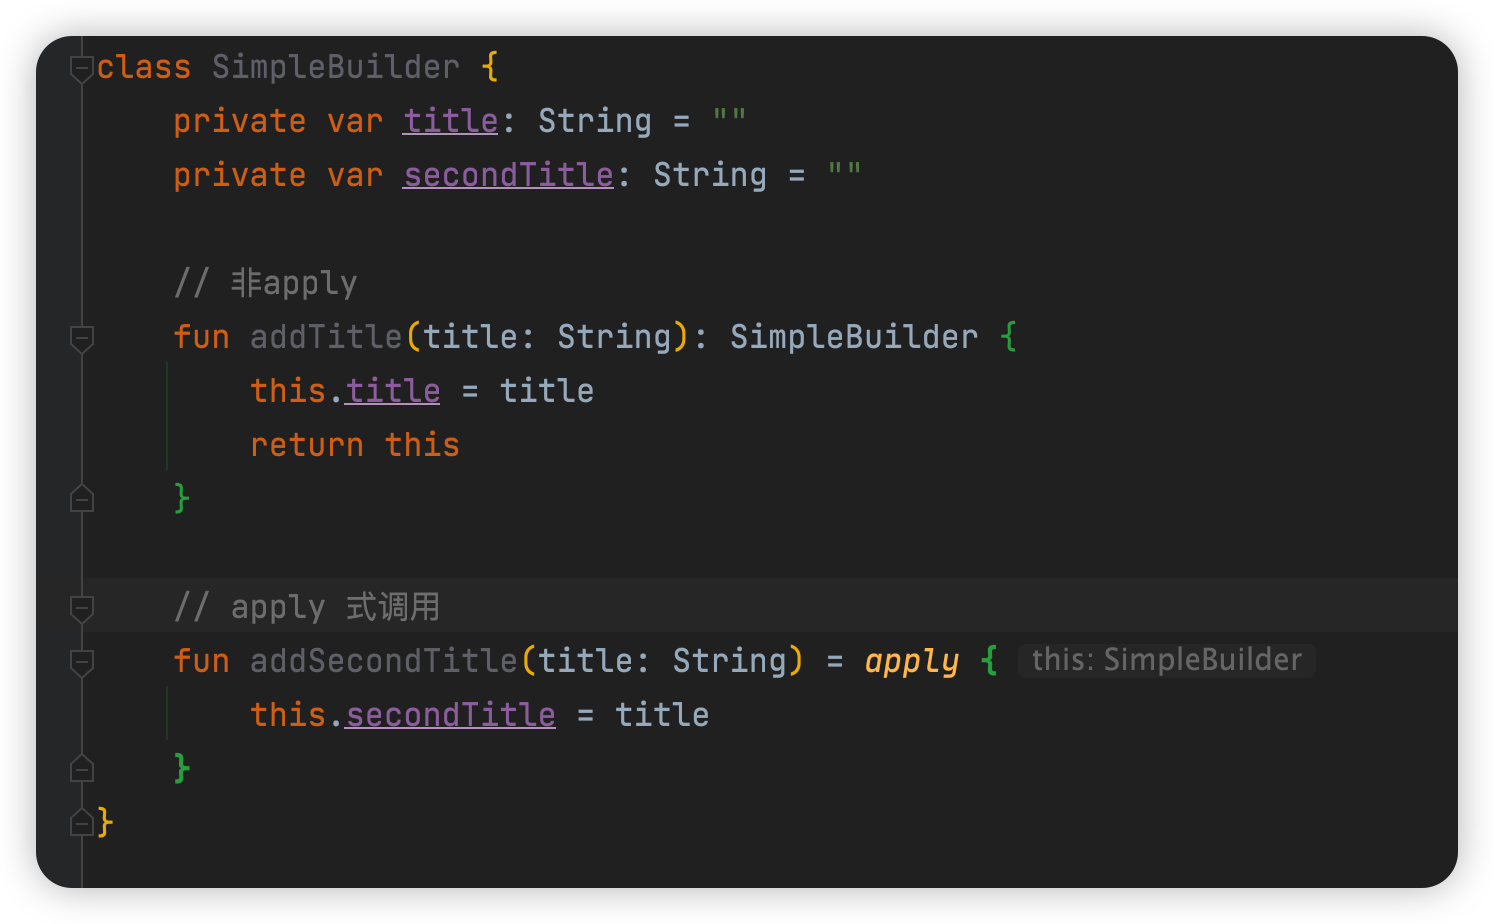 class SimpleBuilder {
    private var title: String = ""
    private var secondTitle: String = ""

    // 非apply
    fun addTitle(title: String): SimpleBuilder {
        this.title = title
        return this
    }

    // apply 式调用
    fun addSecondTitle(title: String) = apply { this: SimpleBuilder
        this.secondTitle = title
    }
}